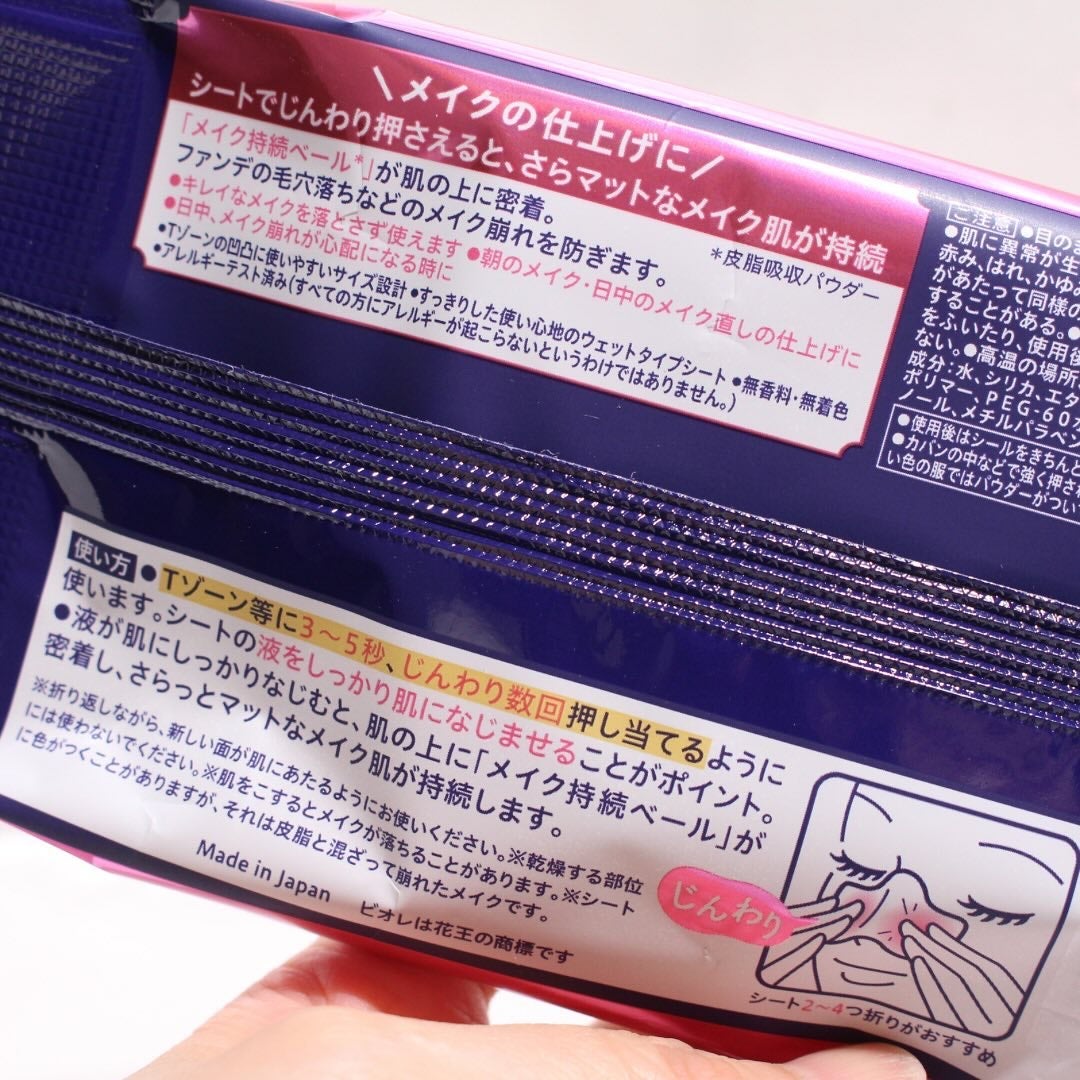 \メイクの仕上げに/
シートでじんわり押さえると、さらマットなメイク肌が持続
「メイク持続ベール*」が肌の上に密着。
ファンデの毛穴落ちなどのメイク崩れを防ぎます。
*皮脂吸収パウダー
●キレイなメイクを落とさず使えます ●朝のメイク・日中のメイク直しの仕上げに
●日中、メイク崩れが心配になる時に
●Tゾーンの凹凸に使いやすいサイズ設計 ●すっきりした使い心地のウェットタイプシート ●無香料・無着色
●アレルギーテスト済み(すべての方にアレルギーが起こらないというわけではありません。)
ご注意 ●目の
●肌に異常が生
赤み、はれ、かゆ
があたって同様の
することがある。●
をふいたり、使用後
ない。●高温の場所
成分:水、シリカ、エタ
ポリマー、PEG-60
ノール、メチルパラベン
●使用後はシールをきちんと
●カバンの中などで強く押さ
い色の服ではパウダーがつい
使い方 ●Tゾーン等に3〜5秒、じんわり数回押し当てるように
使います。シートの液をしっかり肌になじませることがポイント。
●液が肌にしっかりなじむと、肌の上に「メイク持続ベール」が
密着し、さらっとマットなメイク肌が持続します。
※折り返しながら、新しい面が肌にあたるようにお使いください。※乾燥する部位
には使わないでください。※肌をこするとメイクが落ちることがあります。※シート
に色がつくことがありますが、それは皮脂と混ざって崩れたメイクです。
Made in Japan ビオレは花王の商標です
じんわり
シート2〜4つ折りがおすすめ